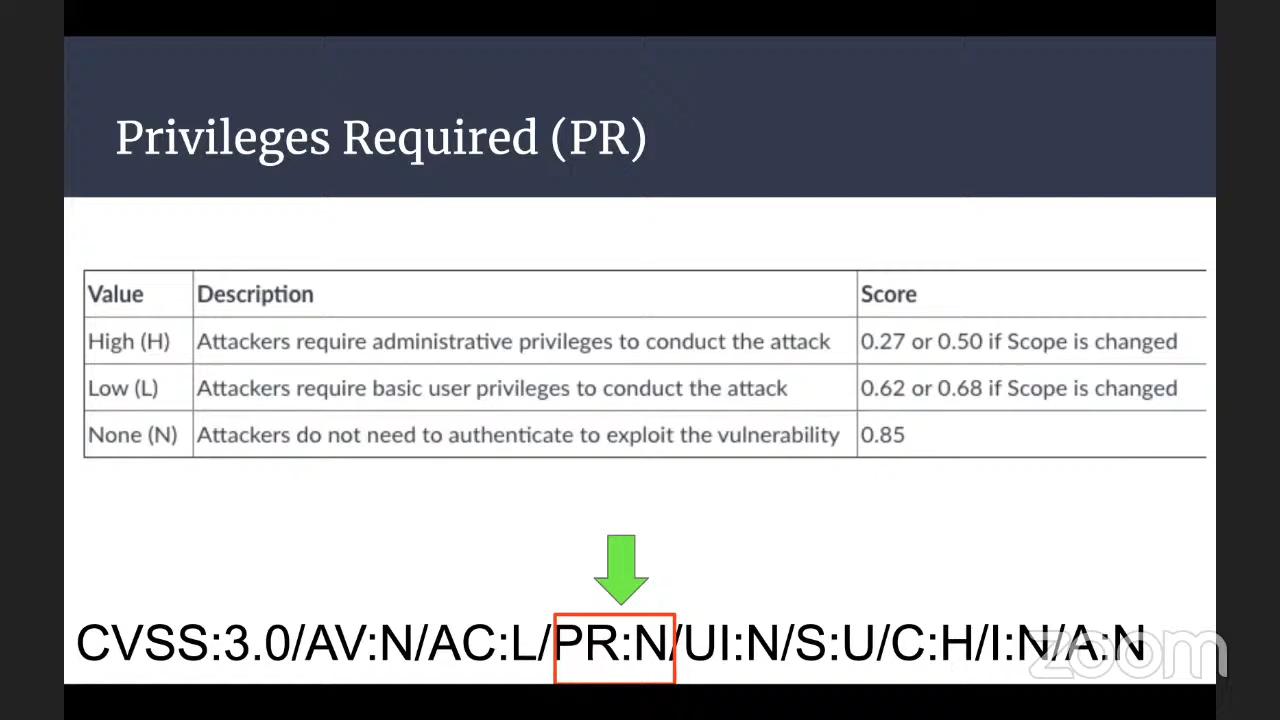 Privileges Required (PR)
Value Description Score
High (H) Attackers require administrative privileges to conduct the attack 0.27 or 0.50 if Scope is changed
Low (L) Attackers require basic user privileges to conduct the attack 0.62 or 0.68 if Scope is changed
None (N) Attackers do not need to authenticate to exploit the vulnerability 0.85
CVSS:3.0/AV:N/AC:L/PR:N/UI:N/S:U/C:H/I:N/A:N
zoom